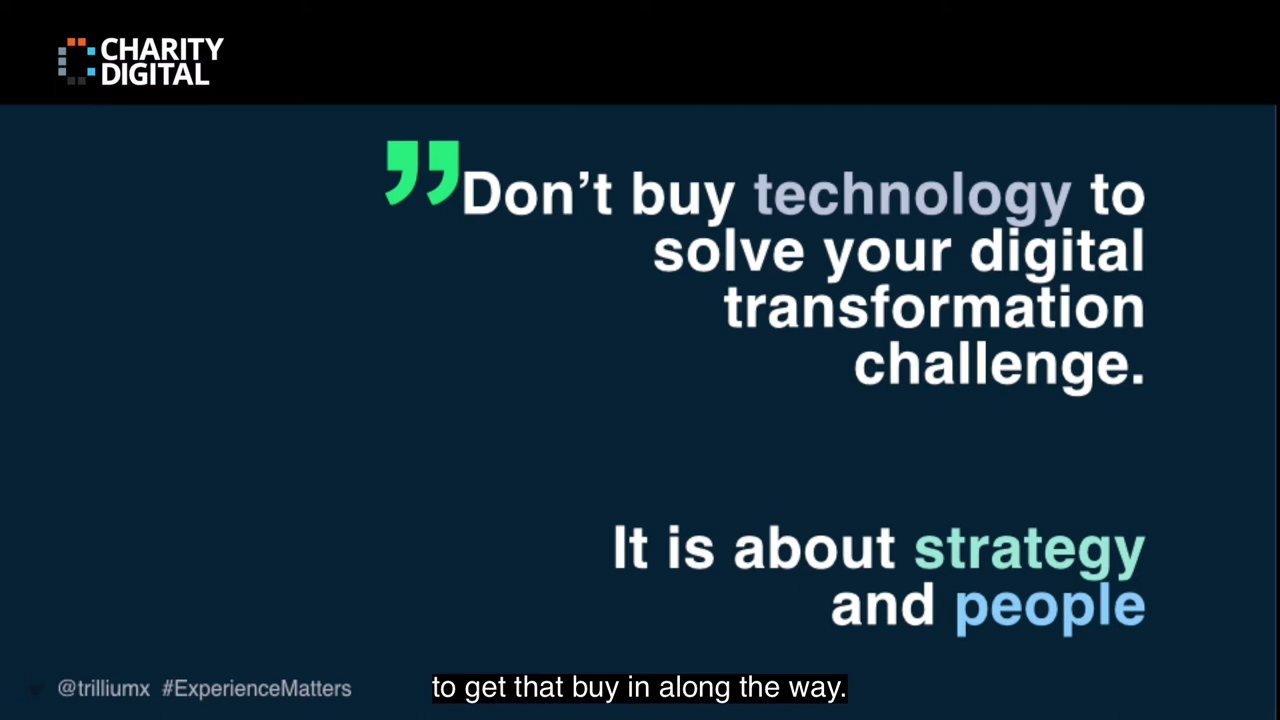 CHARITY
DIGITAL
”Don’t buy technology to
solve your digital
transformation
challenge.
It is about strategy
and people
@trilliumx #ExperienceMatters
to get that buy in along the way.